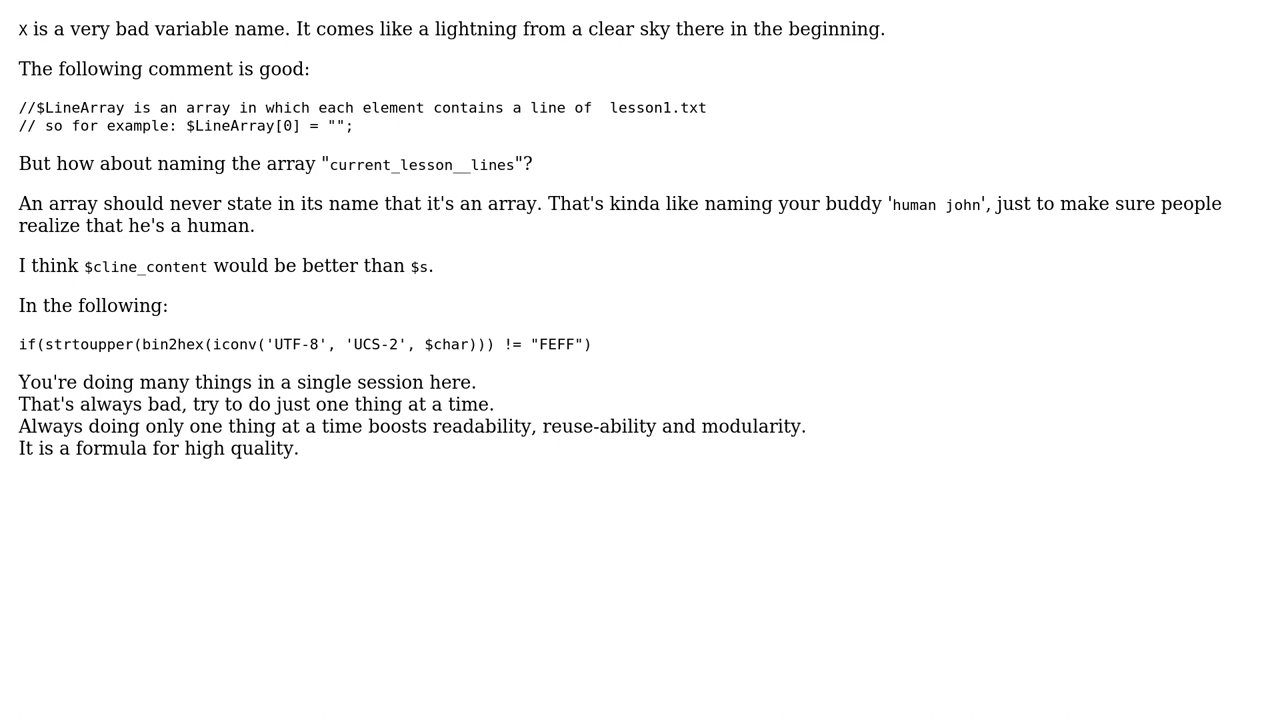 X is a very bad variable name. It comes like a lightning from a clear sky there in the beginning.
The following comment is good:
//$LineArray is an array in which each element contains a line of  lesson1.txt
// so for example: $LineArray[0] = "";
But how about naming the array "current_lesson__lines"?
An array should never state in its name that it's an array. That's kinda like naming your buddy 'human john', just to make sure people
realize that he's a human.
I think $cline_content would be better than $s.
In the following:
if(strtoupper(bin2hex(iconv('UTF-8', 'UCS-2', $char))) != "FEFF")
You're doing many things in a single session here.
That's always bad, try to do just one thing at a time.
Always doing only one thing at a time boosts readability, reuse-ability and modularity.
It is a formula for high quality.